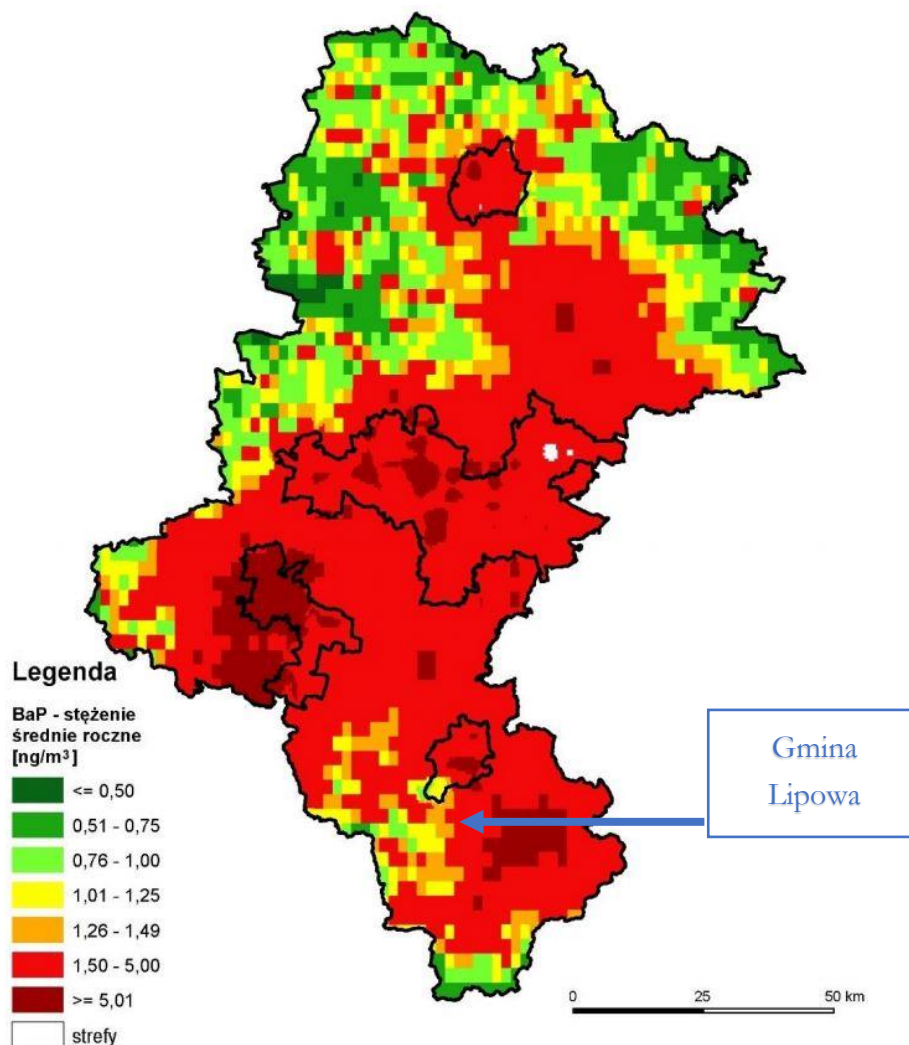 Legenda
BaP - stężenie
średnie roczne
[ng/m³]
<= 0,50
0,51 - 0,75
0,76 - 1,00
1,01 - 1,25
1,26 - 1,49
1,50 - 5,00
>= 5,01
strefy
Gmina
Lipowa
0 25 50 km